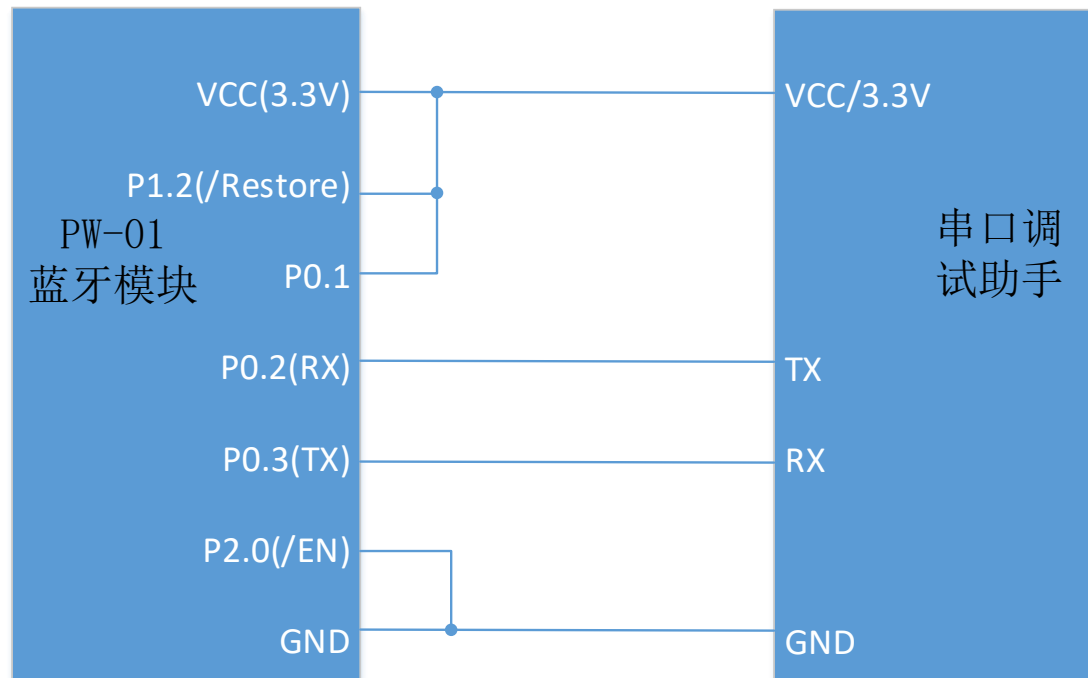 VCC(3.3V)
P1.2(/Restore)
PW-01
蓝牙模块
P0.1
P0.2(RX)
P0.3(TX)
P2.0(/EN)
GND
VCC/3.3V
串口调
试助手
TX
RX
GND